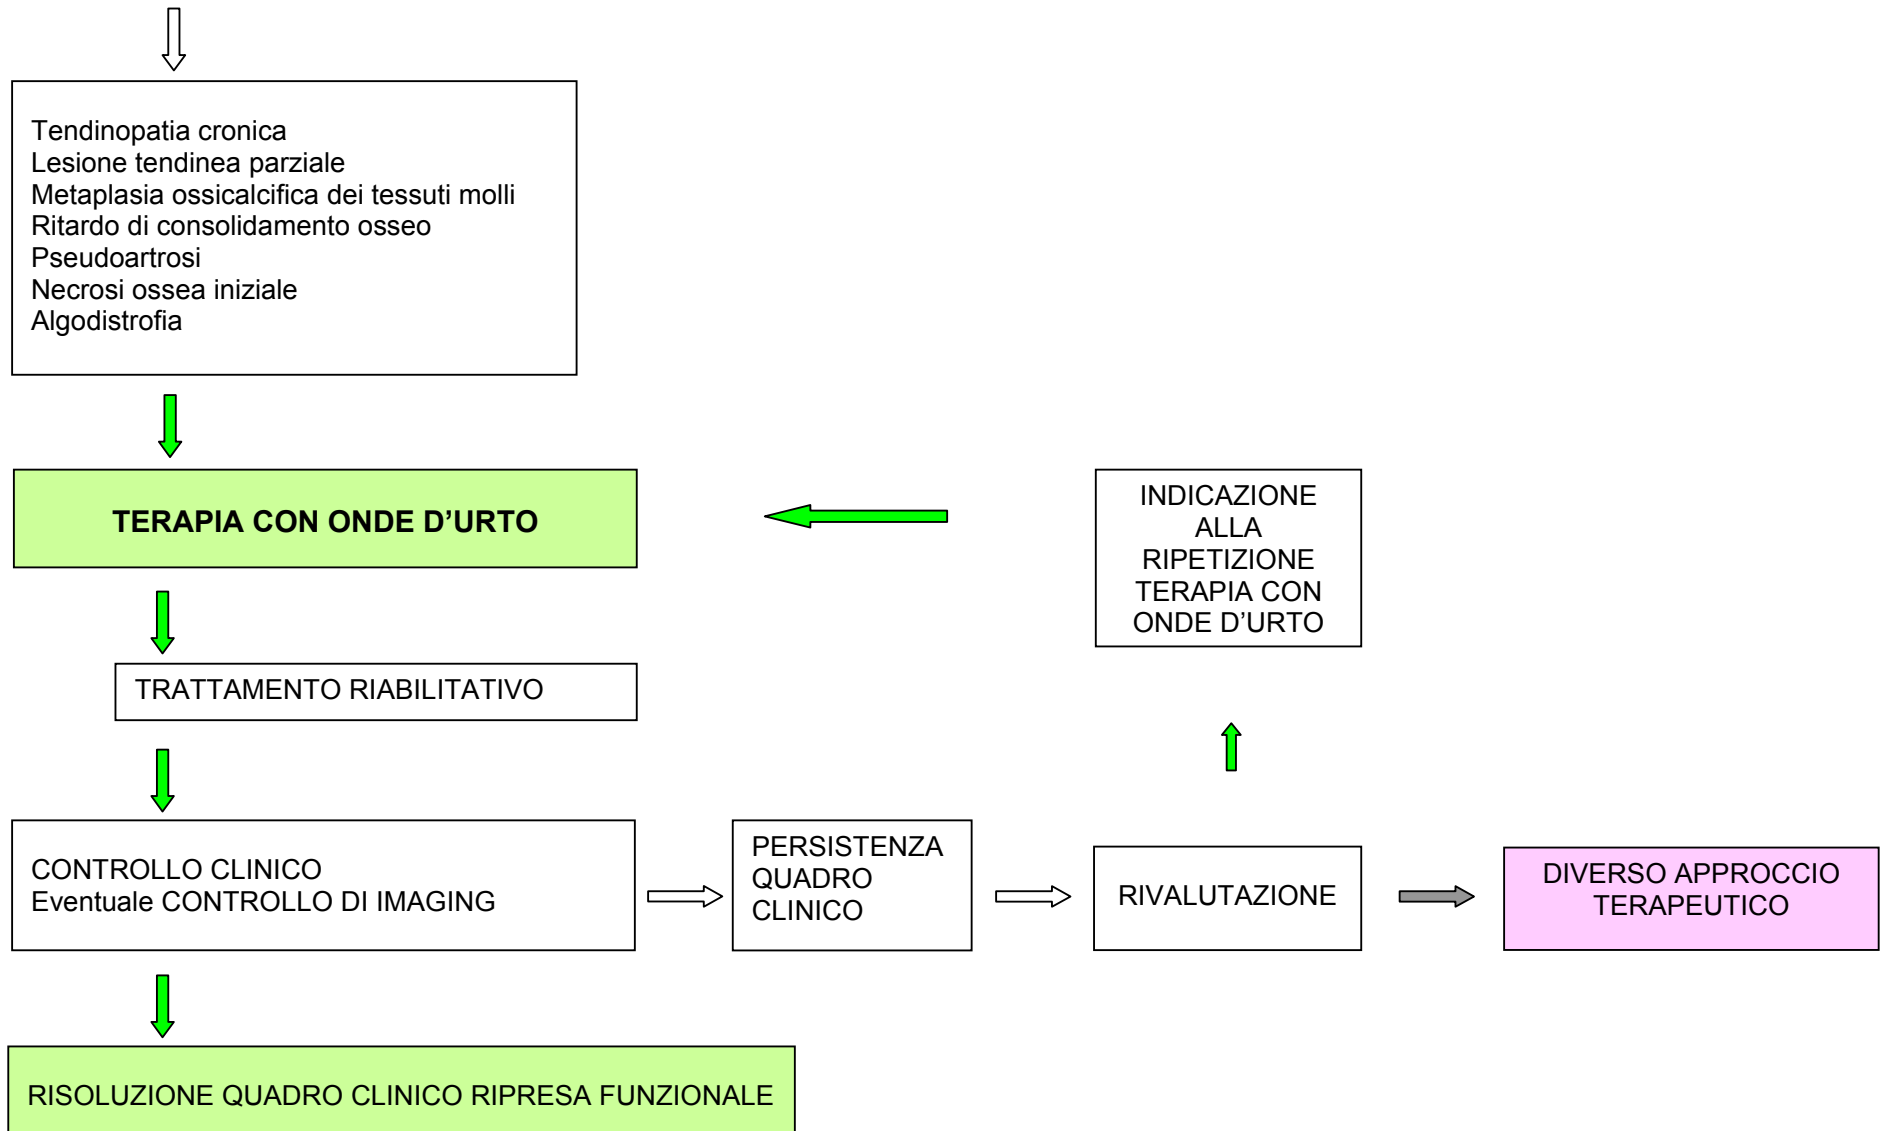 Tendinopatia cronica
Lesione tendinea parziale
Metaplasia ossicalcifica dei tessuti molli
Ritardo di consolidamento osseo
Pseudoartrosi
Necrosi ossea iniziale
Algodistrofia
TERAPIA CON ONDE D’URTO
INDICAZIONE
ALLA
RIPETIZIONE
TERAPIA CON
ONDE D’URTO
TRATTAMENTO RIABILITATIVO
CONTROLLO CLINICO
Eventuale CONTROLLO DI IMAGING
PERSISTENZA
QUADRO
CLINICO
RIVALUTAZIONE
DIVERSO APPROCCIO
TERAPEUTICO
RISOLUZIONE QUADRO CLINICO RIPRESA FUNZIONALE